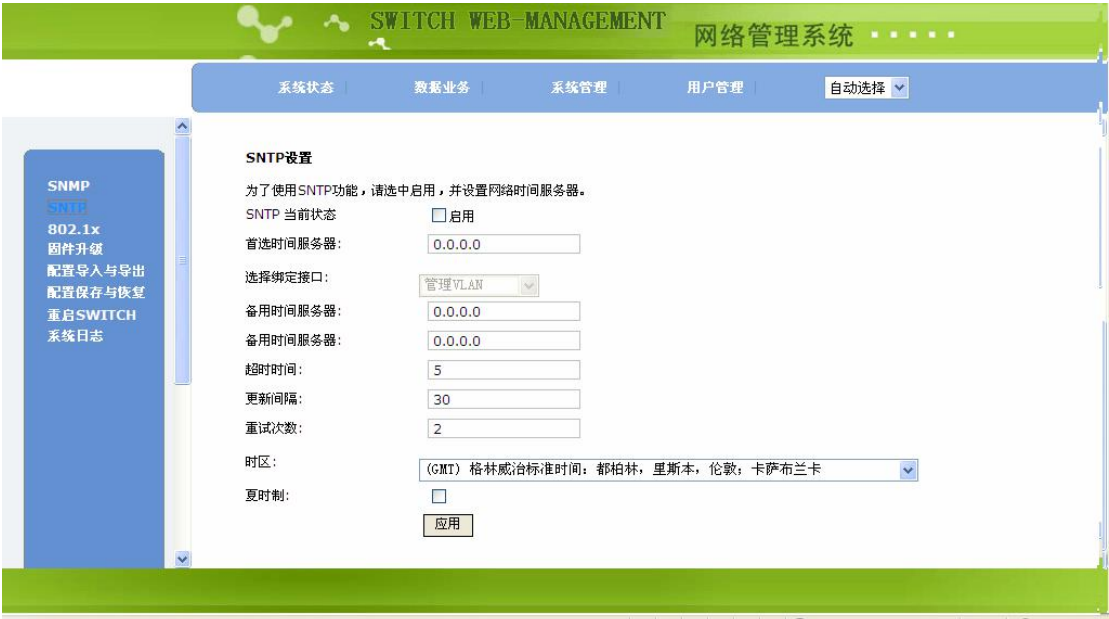 SWITCH WEB-MANAGEMENT 网络管理系统
系统状态 数据业务 系统管理 用户管理 自动选择
SNMP
SNTP
802.1x
固件升级
配置导入与导出
配置保存与恢复
重启SWITCH
系统日志
SNTP设置
为了使用SNTP功能，请选中启用，并设置网络时间服务器。
SNTP 当前状态 启用
首选时间服务器: 0.0.0.0
选择绑定接口: 管理VLAN
备用时间服务器: 0.0.0.0
备用时间服务器: 0.0.0.0
超时时间: 5
更新间隔: 30
重试次数: 2
时区: (GMT) 格林威治标准时间: 都柏林, 里斯本, 伦敦; 卡萨布兰卡
夏时制:
应用